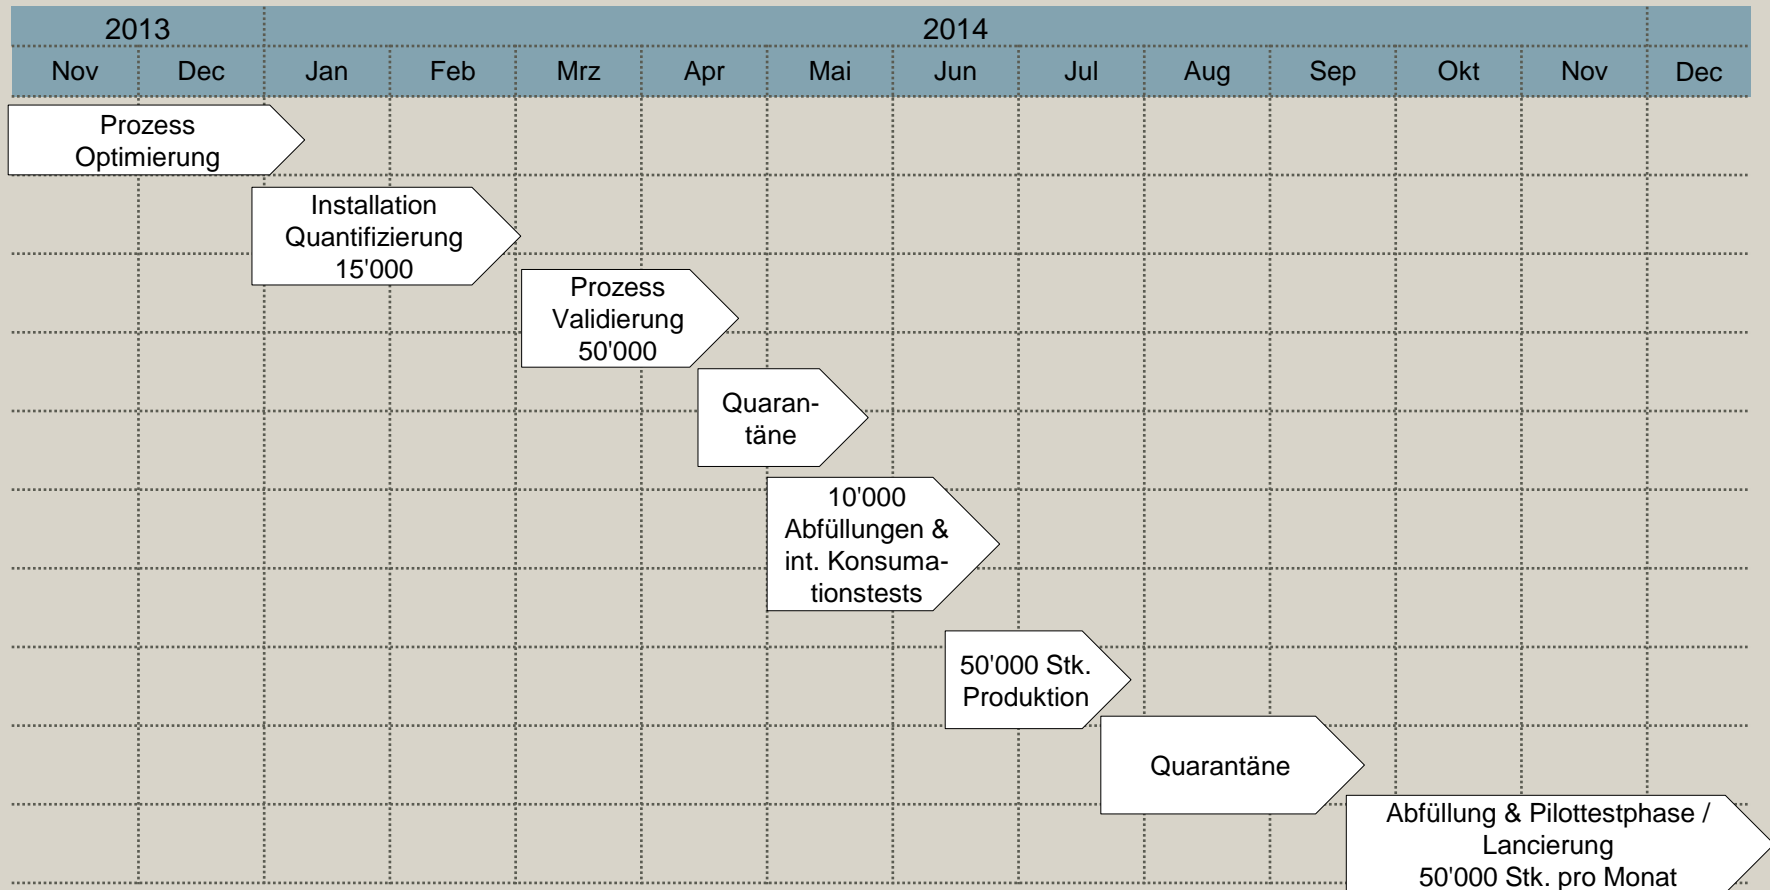 2013 2014
Nov Dec Jan Feb Mrz Apr Mai Jun Jul Aug Sep Okt Nov Dec
Prozess
Optimierung
Installation
Quantifizierung
15'000
Prozess
Validierung
50'000
Quaran-
täne
10'000
Abfüllungen &
int. Konsuma-
tionstests
50'000 Stk.
Produktion
Quarantäne
Abfüllung & Pilottestphase /
Lancierung
50'000 Stk. pro Monat